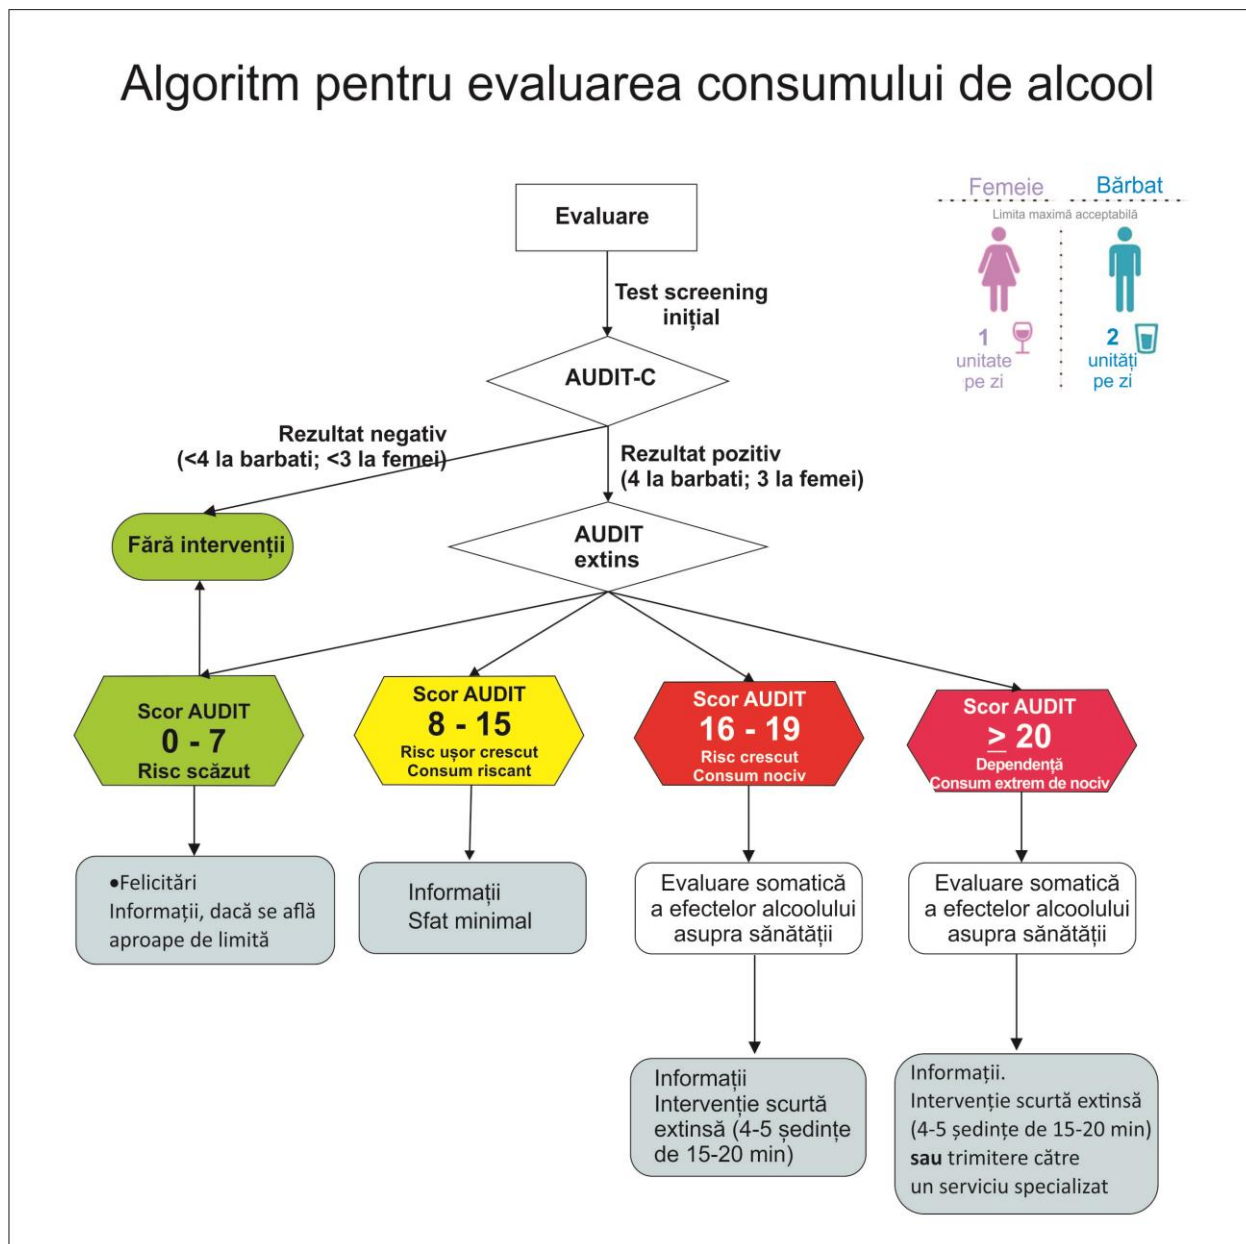 Algoritm pentru evaluarea consumului de alcool
Femeie
Bărbat
Limita maximă acceptabilă
1
unitate
pe zi
2
unități
pe zi
Evaluare
Test screening
inițial
AUDIT-C
Rezultat negativ
(<4 la barbati; <3 la femei)
Rezultat pozitiv
(4 la barbati; 3 la femei)
Fără intervenții
AUDIT
extins
Scor AUDIT
0 - 7
Risc scăzut
Scor AUDIT
8 - 15
Risc ușor crescut
Consum riscant
Scor AUDIT
16 - 19
Risc crescut
Consum nociv
Scor AUDIT
≥ 20
Dependență
Consum extrem de nociv
•Felicitări
Informații, dacă se află
aproape de limită
Informații
Sfat minimal
Evaluare somatică
a efectelor alcoolului
asupra sănătății
Evaluare somatică
a efectelor alcoolului
asupra sănătății
Informații
Intervenție scurtă
extinsă (4-5 ședințe
de 15-20 min)
Informații.
Intervenție scurtă extinsă
(4-5 ședințe de 15-20 min)
sau trimitere către
un serviciu specializat